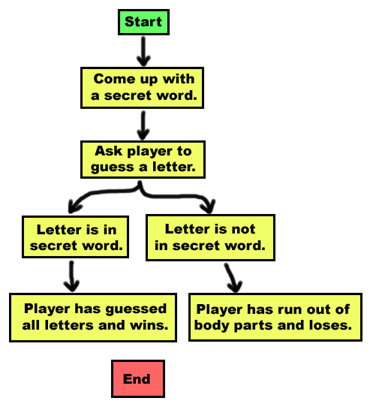 Start
Come up with
a secret word.
Ask player to
guess a letter.
Letter is in
secret word.
Letter is not
in secret word.
Player has guessed
all letters and wins.
Player has run out of
body parts and loses.
End